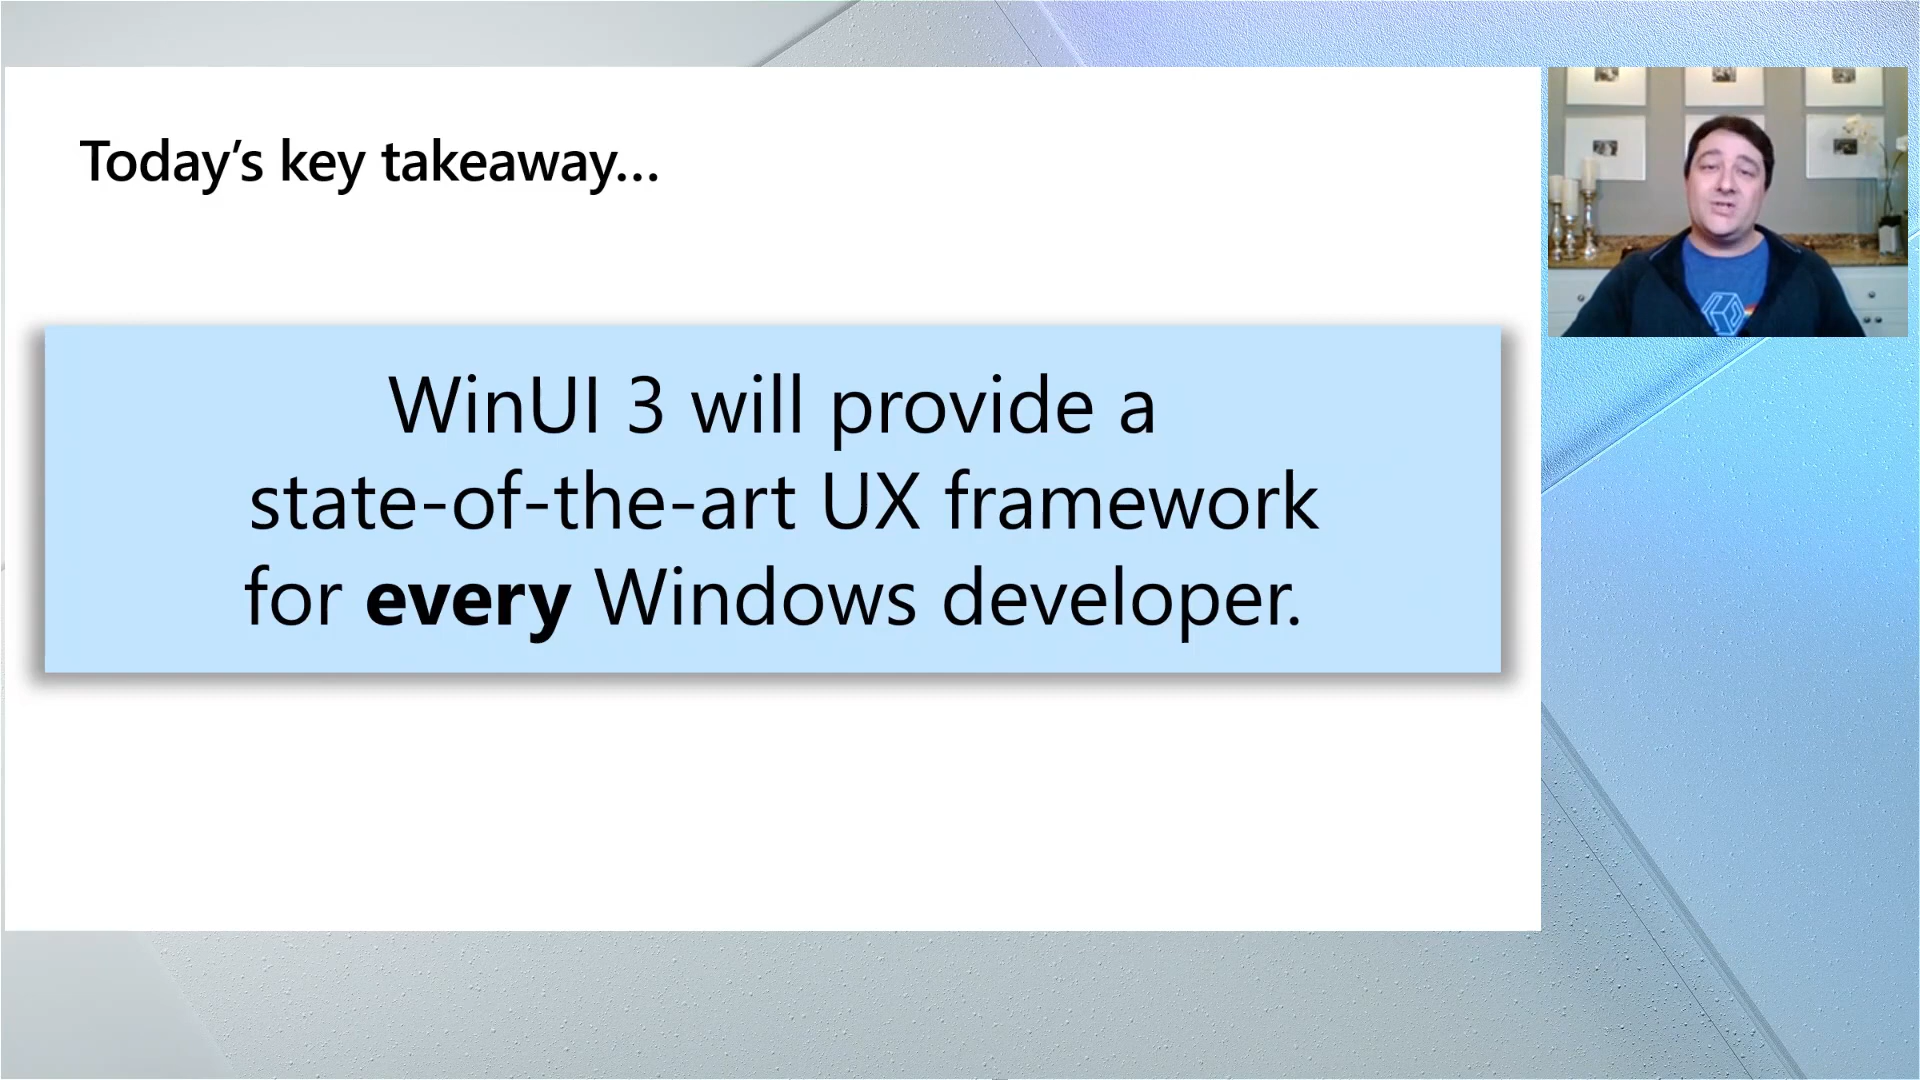 Today’s key takeaway...
WinUI 3 will provide a
state-of-the-art UX framework
for every Windows developer.